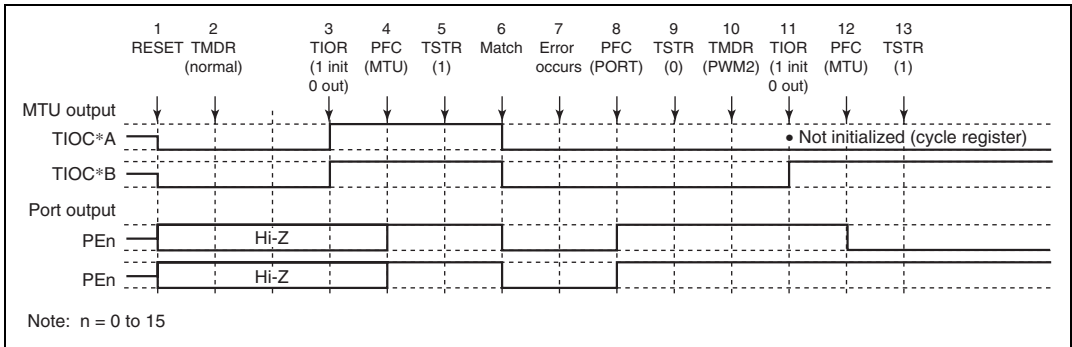 1 2 3 4 5 6 7 8 9 10 11 12 13
RESET TMDR TIOR PFC TSTR Match Error PFC TSTR TMDR TIOR PFC TSTR
(normal) (1 init (MTU) (1) occurs (PORT) (0) (PWM2) (1 init (MTU) (1)
0 out) 0 out)
MTU output
TIOC*A • Not initialized (cycle register)
TIOC*B
Port output
PEn Hi-Z
PEn Hi-Z
Note: n = 0 to 15